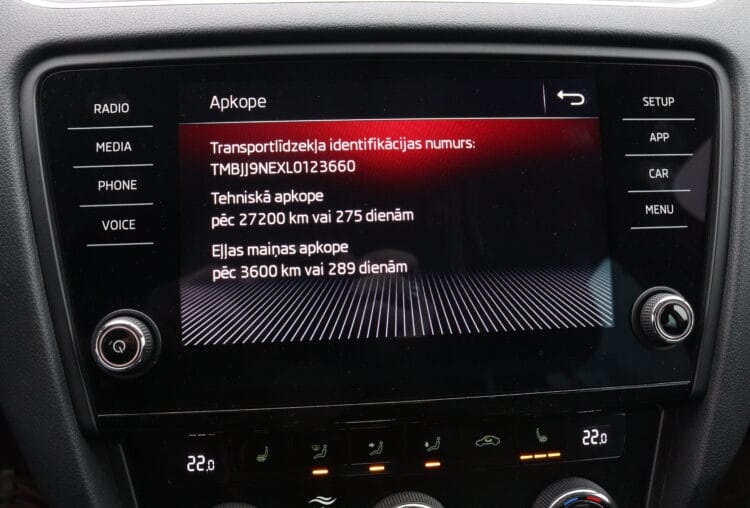 RADIO
MEDIA
PHONE
VOICE
Apkope
Transportlīdzekļa identifikācijas numurs:
TMBJJ9NEXL0123660
Tehniskā apkope
pēc 27200 km vai 275 dienām
Eļļas maiņas apkope
pēc 3600 km vai 289 dienām
SETUP
APP
CAR
MENU
22.0
22.0